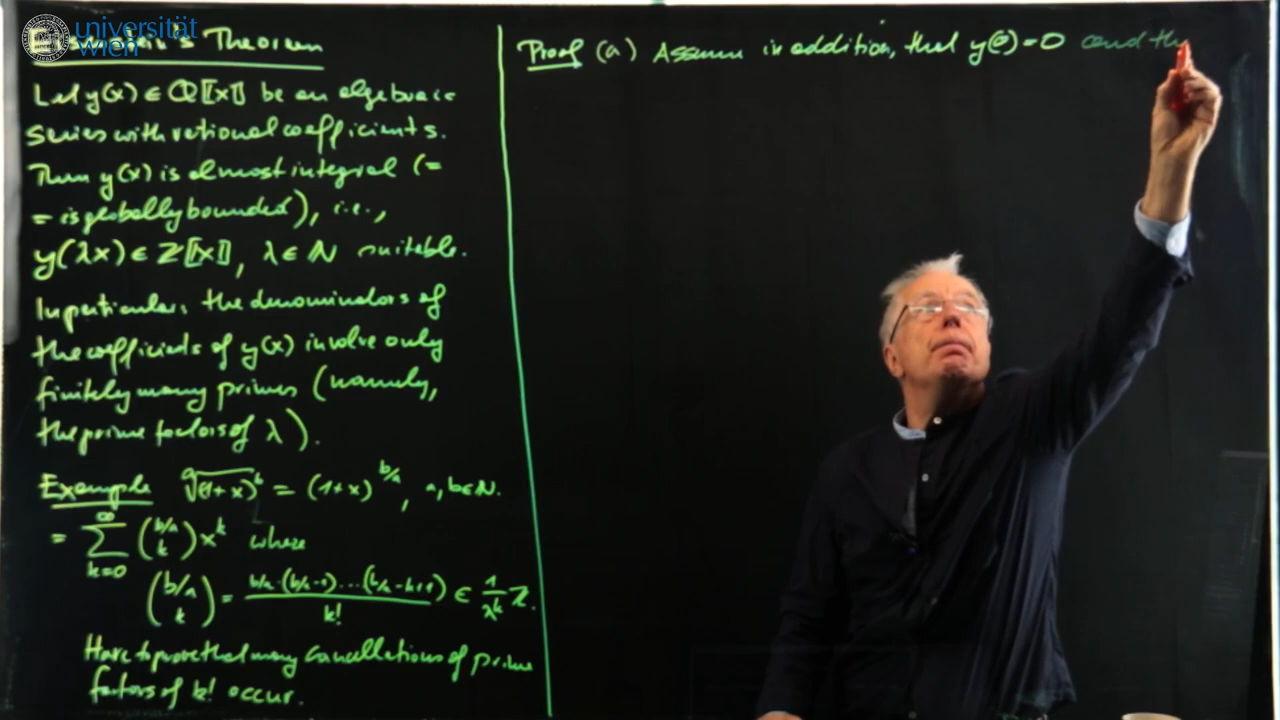 universität
wien
Eisenstein's Theorem
Let y(x) ∈ ℚ⟦x⟧ be an algebraic
series with rational coefficients.
Then y(x) is almost integral (=
= is globally bounded), i.e.,
y(λx) ∈ ℤ⟦x⟧, λ ∈ ℕ suitable.
In particular: the denominators of
the coefficients of y(x) involve only
finitely many primes (namely,
the prime factors of λ).
Example ᵃ√(1+x)ᵇ = (1+x)^{b/a}, a, b ∈ ℕ.
= ∑_{k=0}^{∞} (b/a k) x^k where
(b/a k) = b/a·(b/a-1)...(b/a-k+1) / k! ∈ 1/λ^k ℤ.
Have to prove that many cancellations of prime
factors of k! occur.
Proof (a) Assume in addition, that y(0)=0 and th